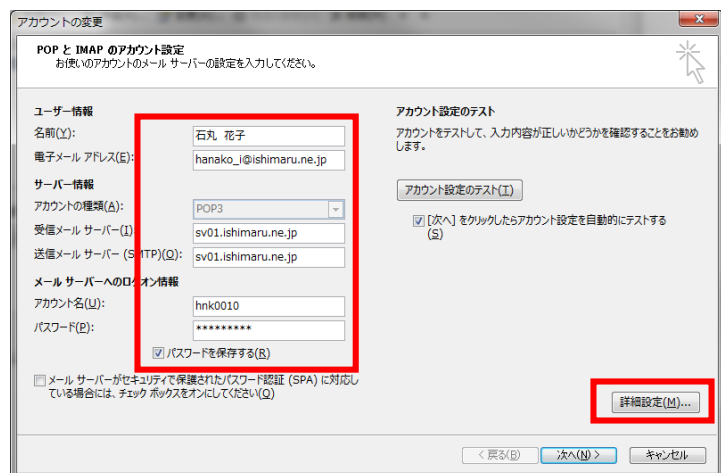 アカウントの変更
POP と IMAP のアカウント設定
お使いのアカウントのメール サーバーの設定を入力してください。
ユーザー情報
名前(Y):
石丸 花子
電子メール アドレス(E):
hanako_i@ishimaru.ne.jp
サーバー情報
アカウントの種類(A):
POP3
受信メール サーバー(I):
sv01.ishimaru.ne.jp
送信メール サーバー (SMTP)(O):
sv01.ishimaru.ne.jp
メール サーバーへのログオン情報
アカウント名(U):
hnk0010
パスワード(P):
*********
パスワードを保存する(R)
メール サーバーがセキュリティで保護されたパスワード認証 (SPA) に対応し
ている場合には、チェック ボックスをオンにしてください(Q)
アカウント設定のテスト
アカウントをテストして、入力内容が正しいかどうかを確認することをお勧め
します。
アカウント設定のテスト(T)
[次へ] をクリックしたらアカウント設定を自動的にテストする
(S)
詳細設定(M)...
< 戻る(B)
次へ(N) >
キャンセル